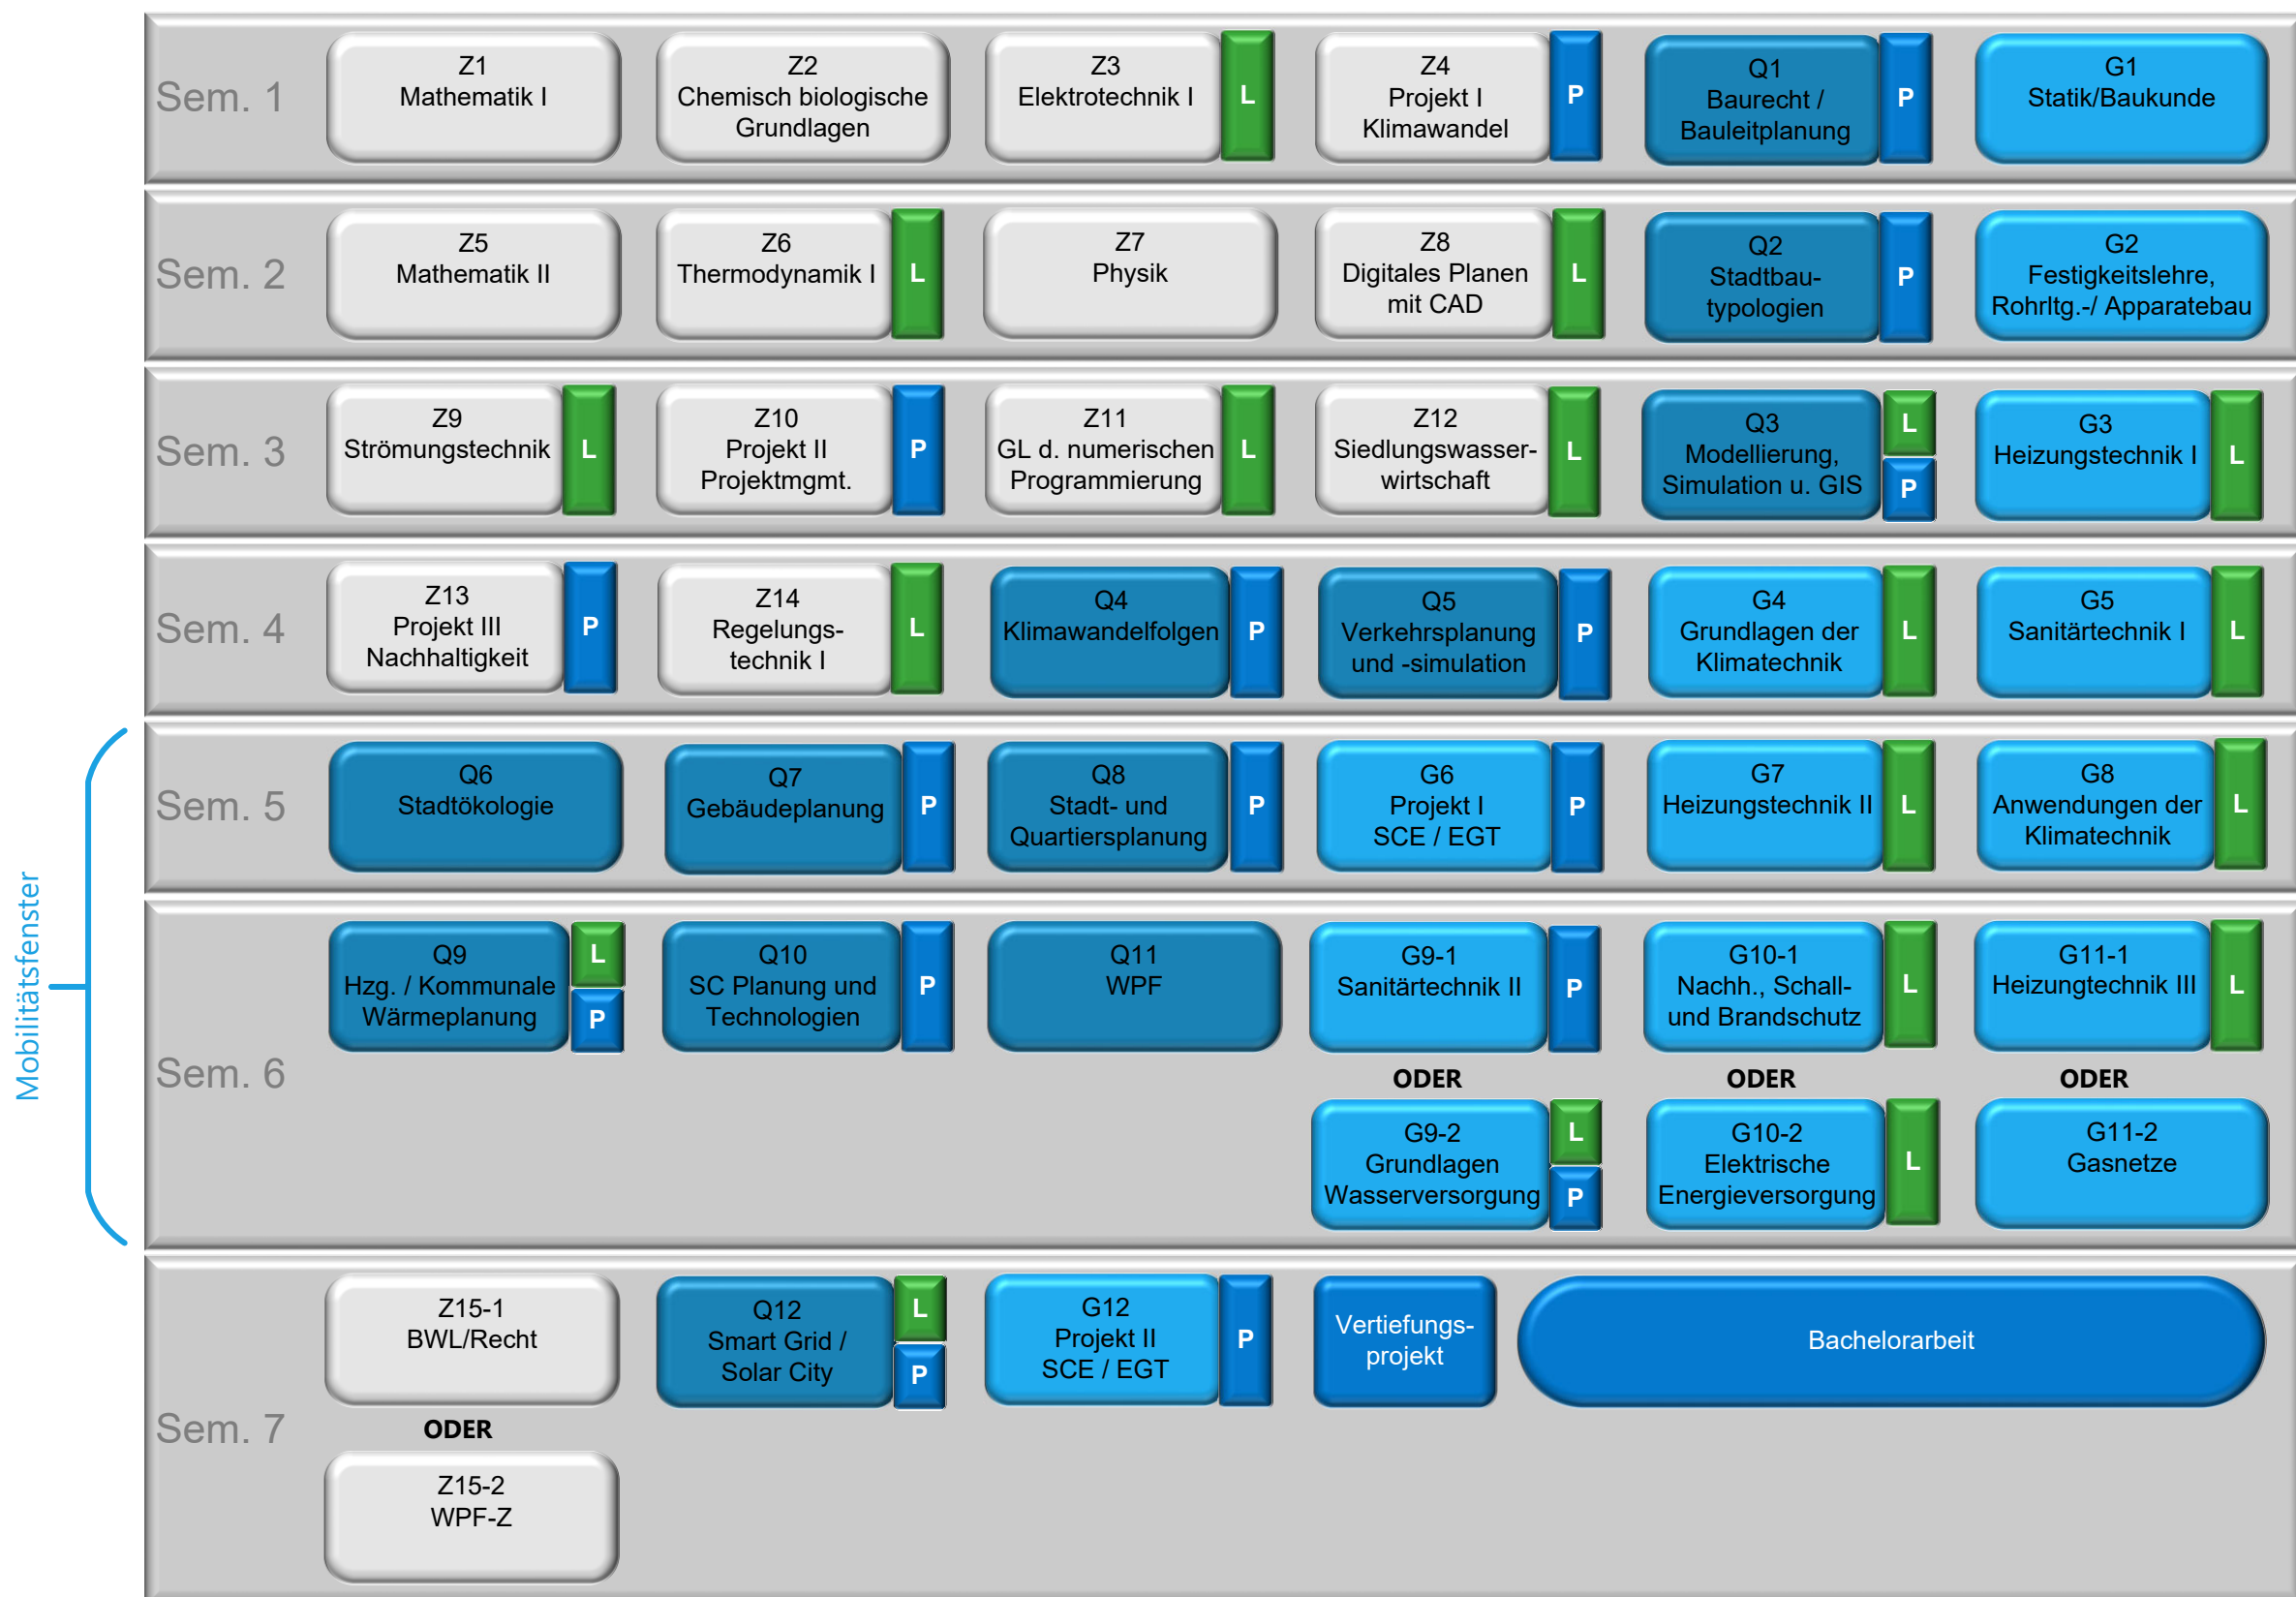 Sem. 1
Z1
Mathematik I
Z2
Chemisch biologische
Grundlagen
Z3
Elektrotechnik I
L
Z4
Projekt I
Klimawandel
P
Q1
Baurecht /
Bauleitplanung
P
G1
Statik/Baukunde
Sem. 2
Z5
Mathematik II
Z6
Thermodynamik I
L
Z7
Physik
Z8
Digitales Planen
mit CAD
L
Q2
Stadtbau-
typologien
P
G2
Festigkeitslehre,
Rohrltg.-/ Apparatebau
Sem. 3
Z9
Strömungstechnik
L
Z10
Projekt II
Projektmgmt.
P
Z11
GL d. numerischen
Programmierung
L
Z12
Siedlungswasser-
wirtschaft
L
Q3
Modellierung,
Simulation u. GIS
L
P
G3
Heizungstechnik I
L
Sem. 4
Z13
Projekt III
Nachhaltigkeit
P
Z14
Regelungs-
technik I
L
Q4
Klimawandelfolgen
P
Q5
Verkehrsplanung
und -simulation
P
G4
Grundlagen der
Klimatechnik
L
G5
Sanitärtechnik I
L
Mobilitätsfenster
Sem. 5
Q6
Stadtökologie
Q7
Gebäudeplanung
P
Q8
Stadt- und
Quartiersplanung
P
G6
Projekt I
SCE / EGT
P
G7
Heizungstechnik II
L
G8
Anwendungen der
Klimatechnik
L
Sem. 6
Q9
Hzg. / Kommunale
Wärmeplanung
L
P
Q10
SC Planung und
Technologien
P
Q11
WPF
G9-1
Sanitärtechnik II
P
G10-1
Nachh., Schall-
und Brandschutz
L
G11-1
Heizungtechnik III
L
ODER
ODER
ODER
G9-2
Grundlagen
Wasserversorgung
L
P
G10-2
Elektrische
Energieversorgung
L
G11-2
Gasnetze
Sem. 7
Z15-1
BWL/Recht
Q12
Smart Grid /
Solar City
L
P
G12
Projekt II
SCE / EGT
P
Vertiefungs-
projekt
Bachelorarbeit
ODER
Z15-2
WPF-Z